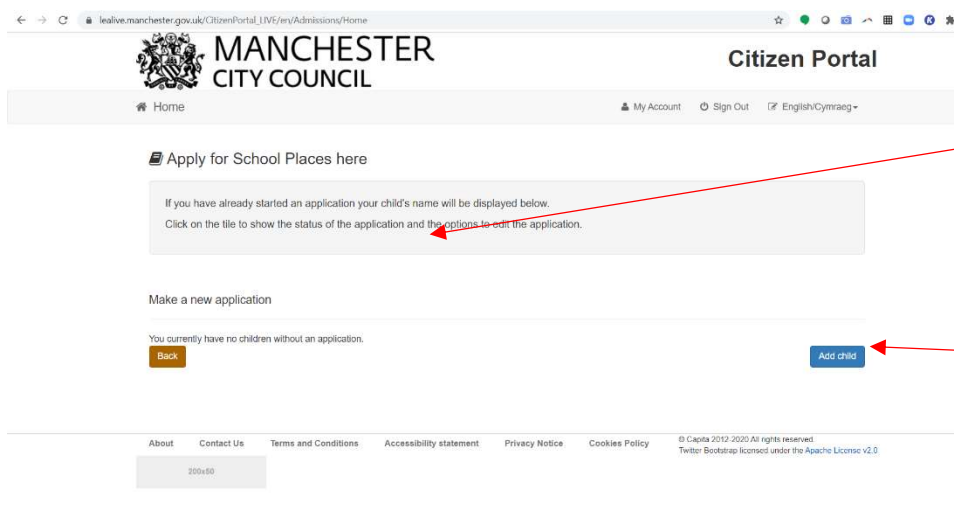 lealive.manchester.gov.uk/CitizenPortal_LIVE/en/Admissions/Home
MANCHESTER
CITY COUNCIL
Citizen Portal
Home
My Account
Sign Out
English/Cymraeg
Apply for School Places here
If you have already started an application your child's name will be displayed below.
Click on the tile to show the status of the application and the options to edit the application.
Make a new application
You currently have no children without an application.
Back
Add child
About
Contact Us
Terms and Conditions
Accessibility statement
Privacy Notice
Cookies Policy
© Capita 2012-2020 All rights reserved.
Twitter Bootstrap licensed under the Apache License v2.0
200x50